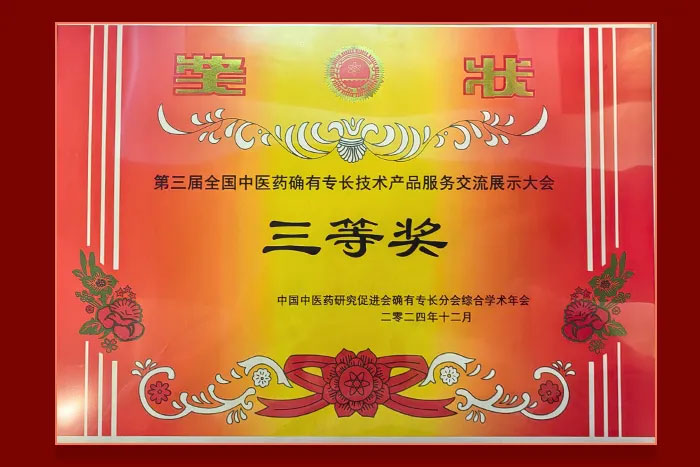 奖 状
第三届全国中医药确有专长技术产品服务交流展示大会
三等奖
中国中医药研究促进会确有专长分会综合学术年会
二零二四年十二月